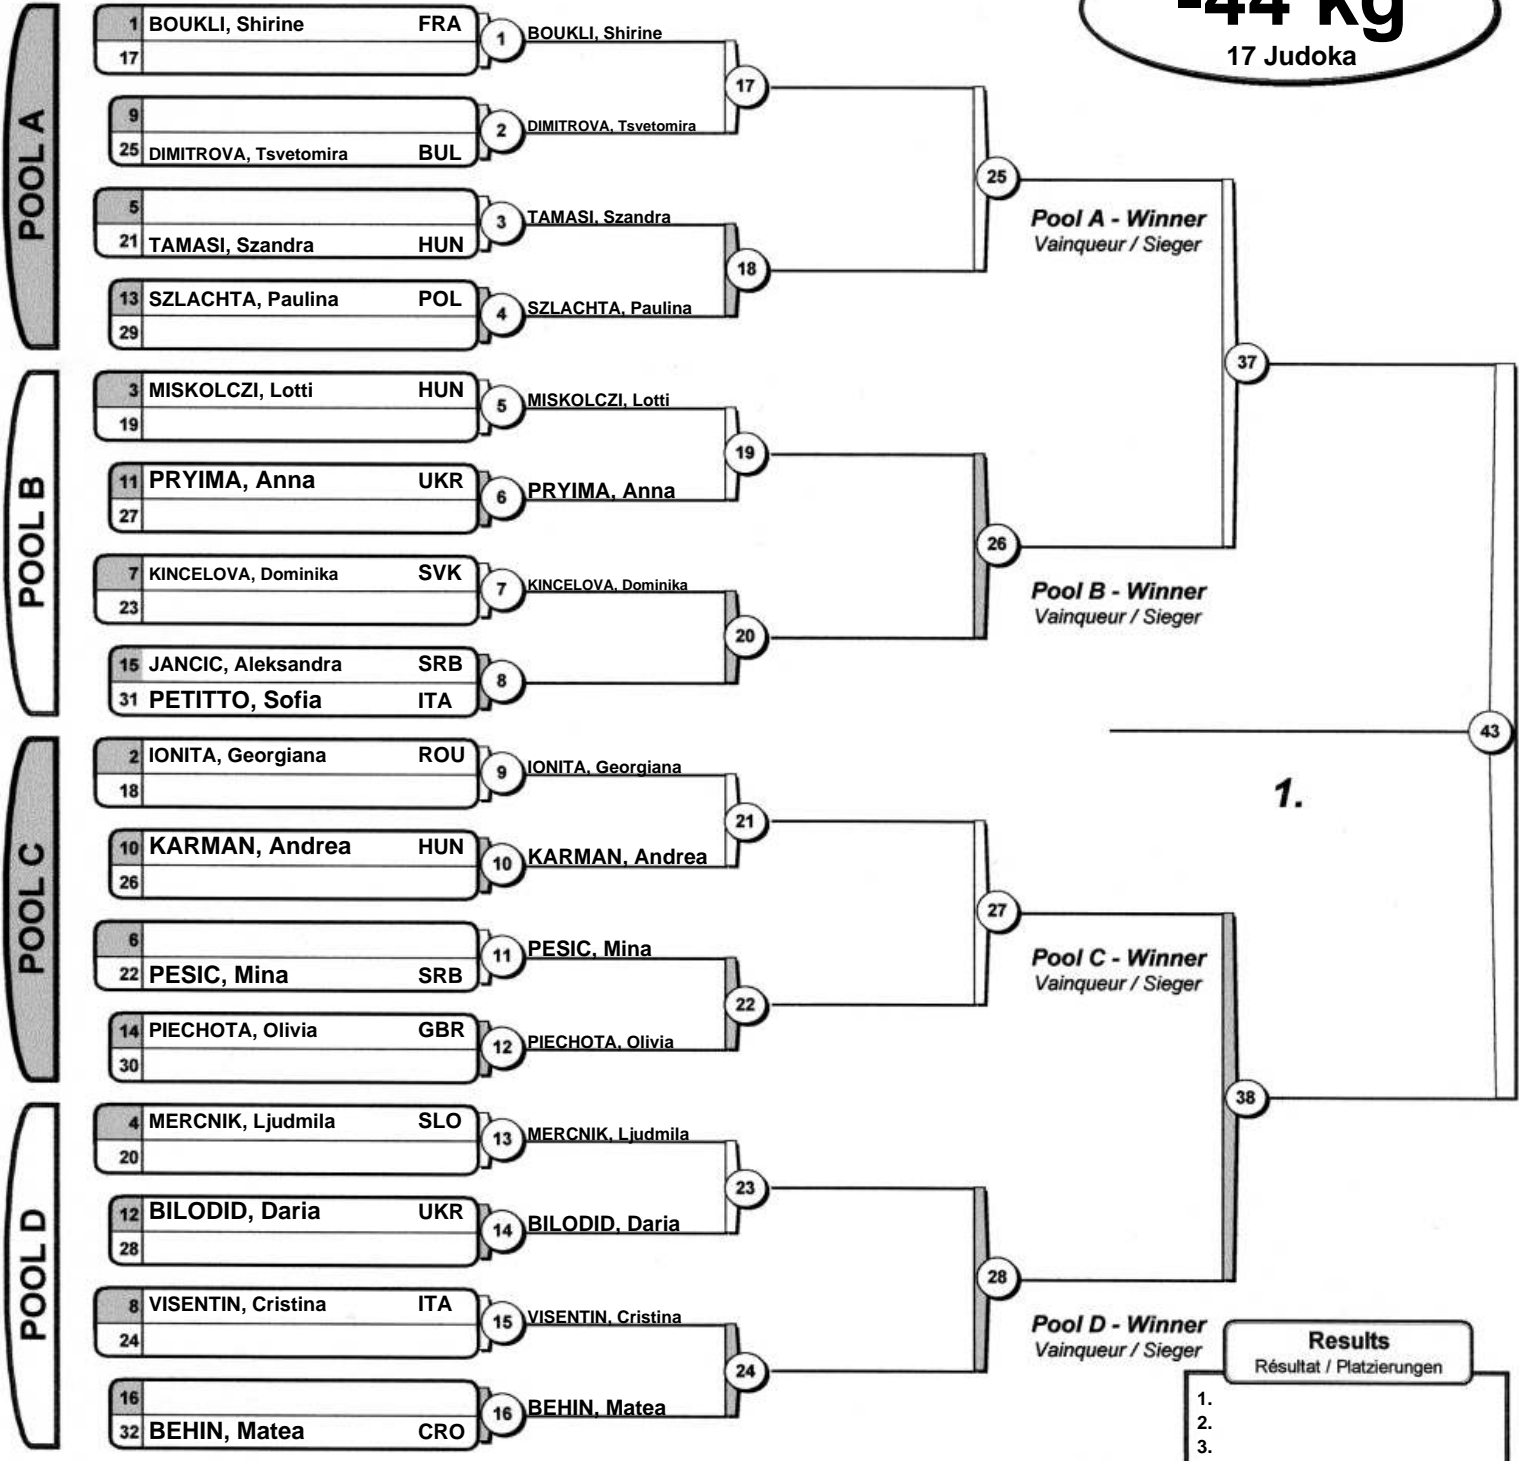 -44 kg
17 Judoka
POOL A
1 BOUKLI, Shirine FRA
17
1 BOUKLI, Shirine
17
9
25 DIMITROVA, Tsvetomira BUL
2 DIMITROVA, Tsvetomira
25
5
21 TAMASI, Szandra HUN
3 TAMASI, Szandra
Pool A - Winner
Vainqueur / Sieger
18
13 SZLACHTA, Paulina POL
29
4 SZLACHTA, Paulina
37
POOL B
3 MISKOLCZI, Lotti HUN
19
5 MISKOLCZI, Lotti
19
11 PRYIMA, Anna UKR
27
6 PRYIMA, Anna
26
7 KINCELOVA, Dominika SVK
23
7 KINCELOVA, Dominika
Pool B - Winner
Vainqueur / Sieger
20
15 JANCIC, Aleksandra SRB
31 PETITTO, Sofia ITA
8
43
1.
POOL C
2 IONITA, Georgiana ROU
18
9 IONITA, Georgiana
21
10 KARMAN, Andrea HUN
26
10 KARMAN, Andrea
27
6
22 PESIC, Mina SRB
11 PESIC, Mina
Pool C - Winner
Vainqueur / Sieger
22
14 PIECHOTA, Olivia GBR
30
12 PIECHOTA, Olivia
38
POOL D
4 MERCNIK, Ljudmila SLO
20
13 MERCNIK, Ljudmila
23
12 BILODID, Daria UKR
28
14 BILODID, Daria
28
8 VISENTIN, Cristina ITA
24
15 VISENTIN, Cristina
Pool D - Winner
Vainqueur / Sieger
24
16
32 BEHIN, Matea CRO
16 BEHIN, Matea
Results
Résultat / Platzierungen
1.
2.
3.